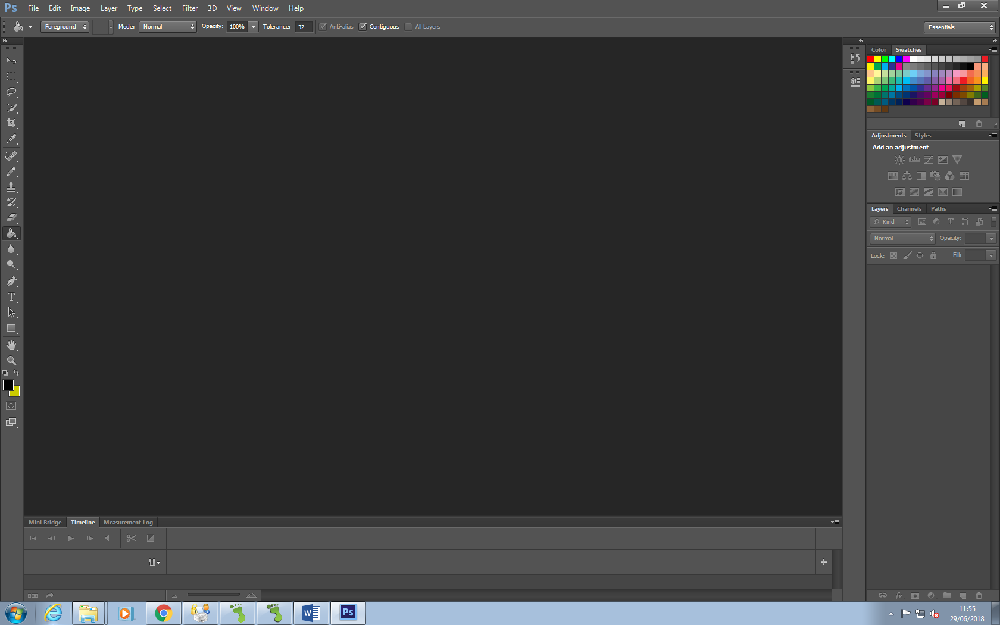 Ps File Edit Image Layer Type Select Filter 3D View Window Help
Foreground Mode: Normal Opacity: 100% Tolerance: 32 Anti-alias Contiguous All Layers Essentials
Color Swatches
Adjustments Styles
Add an adjustment
Layers Channels Paths
Kind
Normal Opacity:
Lock: Fill:
Mini Bridge Timeline Measurement Log
W Ps
11:55
29/06/2018